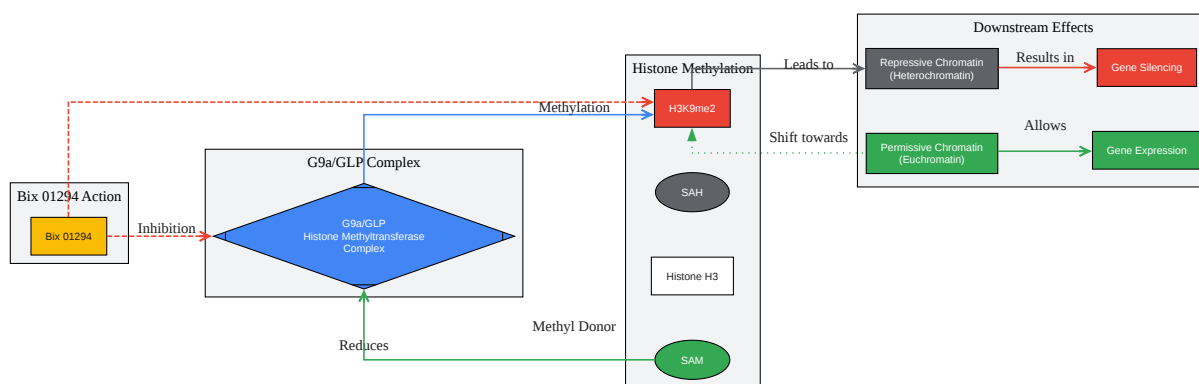 Downstream Effects
Histone Methylation
Leads to
Repressive Chromatin
(Heterochromatin)
Results in
Gene Silencing
Methylation
H3K9me2
Shift towards
Permissive Chromatin
(Euchromatin)
Allows
Gene Expression
G9a/GLP Complex
Bix 01294 Action
Bix 01294
Inhibition
G9a/GLP
Histone Methyltransferase
Complex
SAH
Histone H3
Methyl Donor
Reduces
SAM